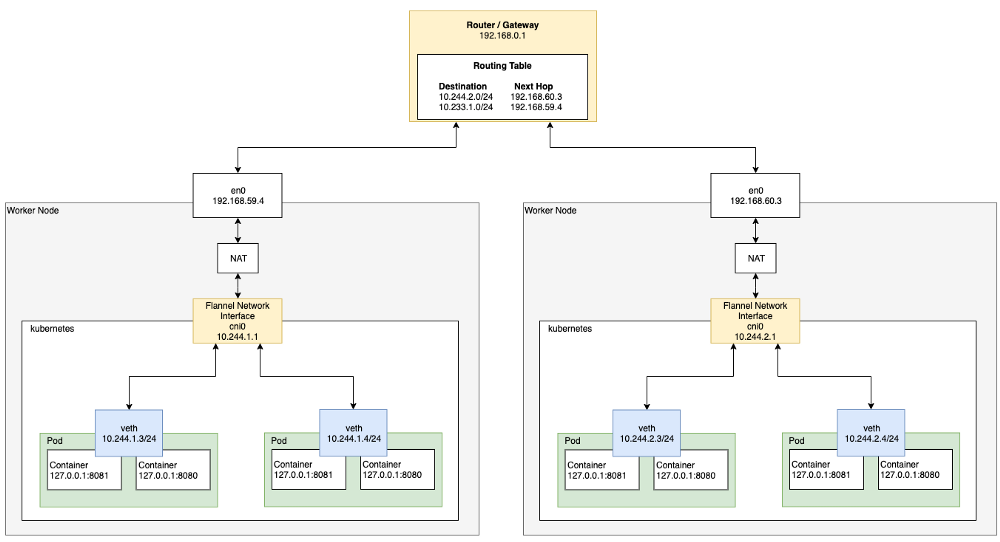 Router / Gateway
192.168.0.1
Routing Table
Destination Next Hop
10.244.2.0/24 192.168.60.3
10.233.1.0/24 192.168.59.4
en0
192.168.59.4
Worker Node
NAT
Flannel Network
Interface
cni0
10.244.1.1
kubernetes
veth
10.244.1.3/24
Pod
Container
127.0.0.1:8081
Container
127.0.0.1:8080
veth
10.244.1.4/24
Pod
Container
127.0.0.1:8081
Container
127.0.0.1:8080
en0
192.168.60.3
Worker Node
NAT
Flannel Network
Interface
cni0
10.244.2.1
kubernetes
veth
10.244.2.3/24
Pod
Container
127.0.0.1:8081
Container
127.0.0.1:8080
veth
10.244.2.4/24
Pod
Container
127.0.0.1:8081
Container
127.0.0.1:8080